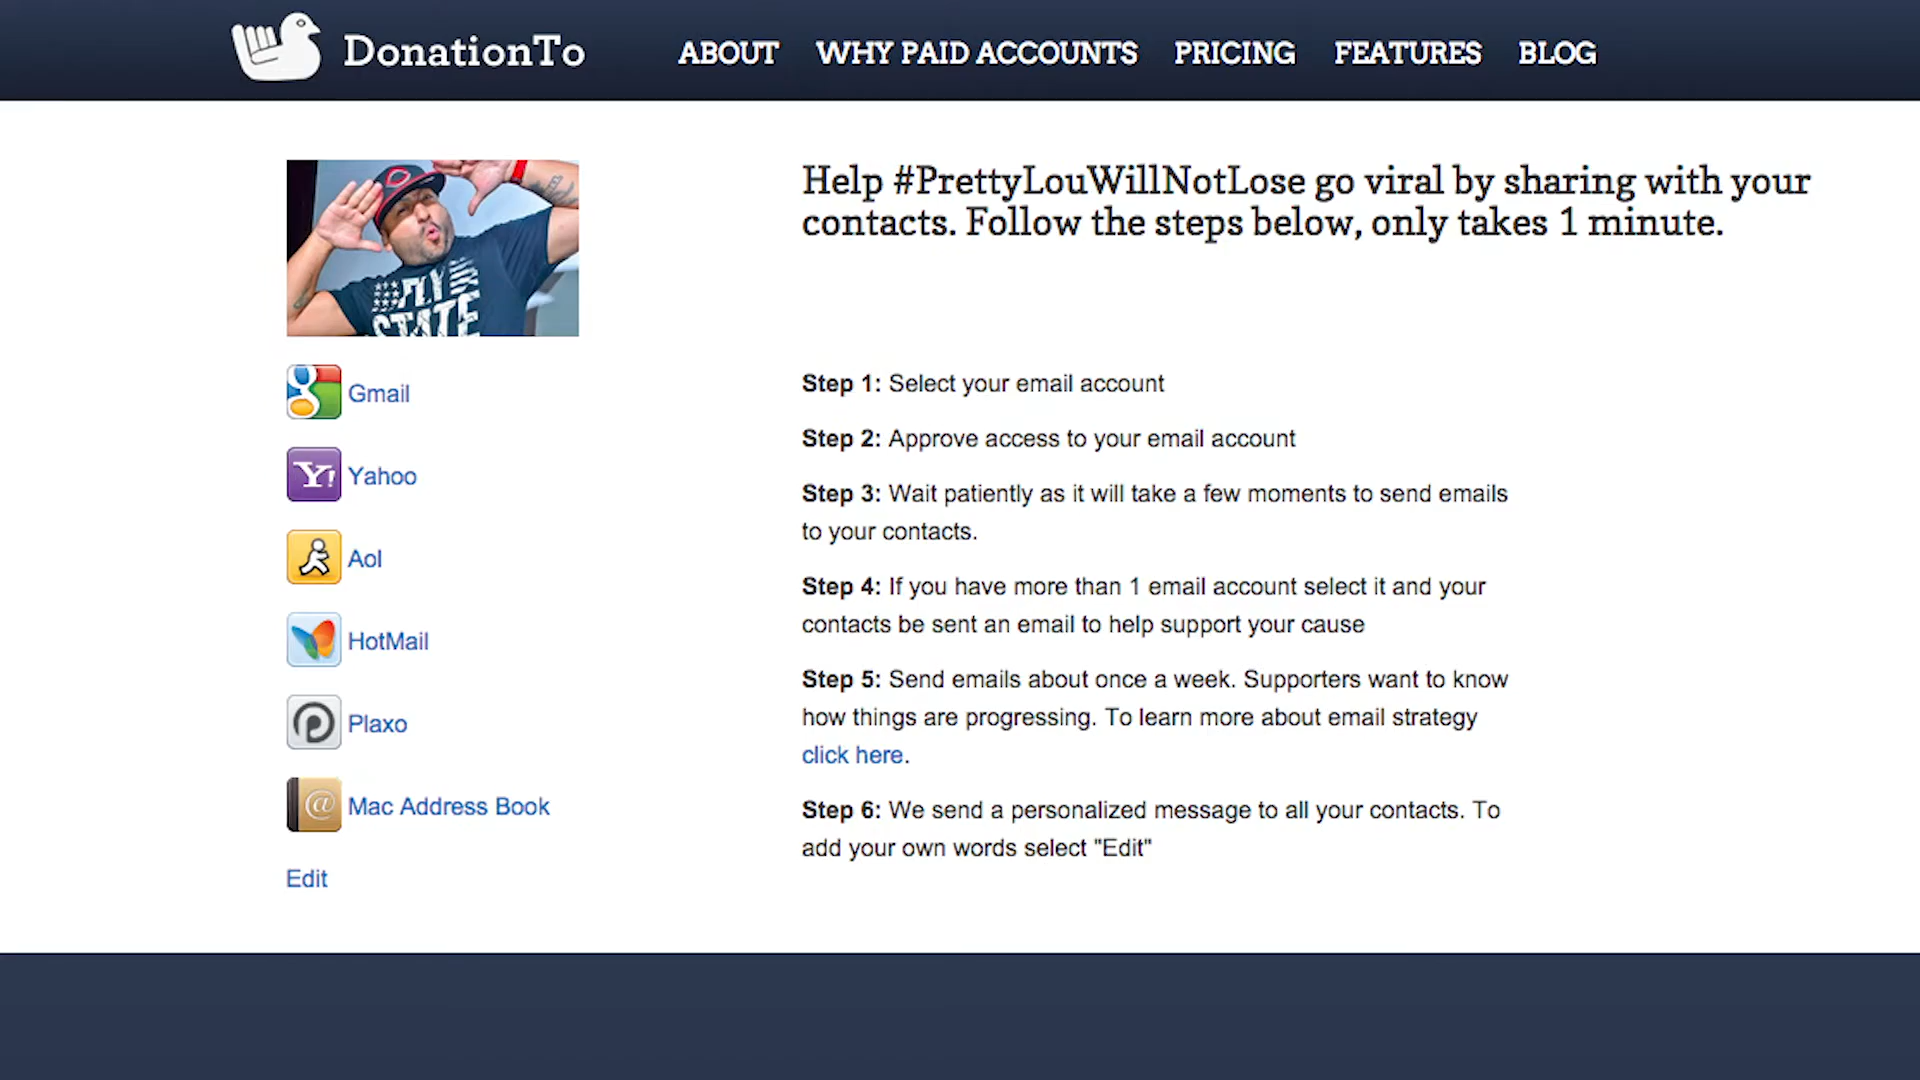 DonationTo
ABOUT
WHY PAID ACCOUNTS
PRICING
FEATURES
BLOG
Help #PrettyLouWillNotLose go viral by sharing with your
contacts. Follow the steps below, only takes 1 minute.
FLY
STATE
Gmail
Y!
Yahoo
Aol
HotMail
Plaxo
@
Mac Address Book
Edit
Step 1: Select your email account
Step 2: Approve access to your email account
Step 3: Wait patiently as it will take a few moments to send emails
to your contacts.
Step 4: If you have more than 1 email account select it and your
contacts be sent an email to help support your cause
Step 5: Send emails about once a week. Supporters want to know
how things are progressing. To learn more about email strategy
click here.
Step 6: We send a personalized message to all your contacts. To
add your own words select "Edit"